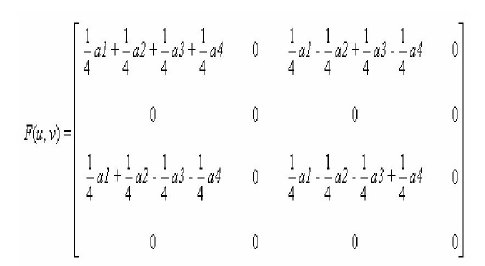 1/4 a1 + 1/4 a2 + 1/4 a3 + 1/4 a4 0 1/4 a1 - 1/4 a2 + 1/4 a3 - 1/4 a4 0
0 0 0 0
F(u, v) =
1/4 a1 + 1/4 a2 - 1/4 a3 - 1/4 a4 0 1/4 a1 - 1/4 a2 - 1/4 a3 + 1/4 a4 0
0 0 0 0